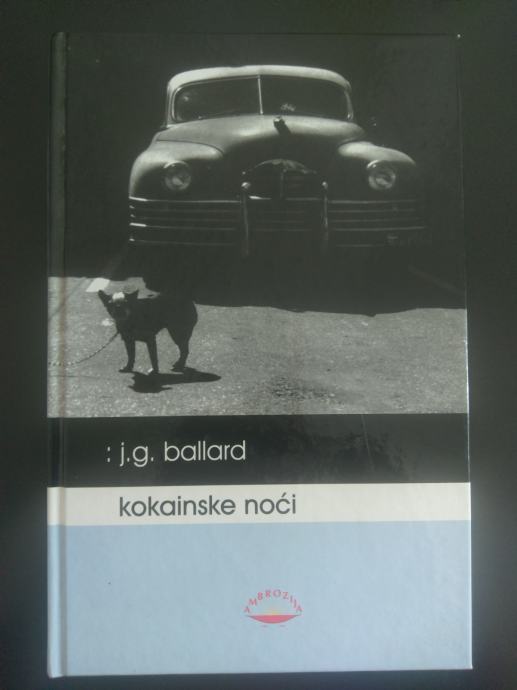 : j.g. ballard
kokainske noći
AMBROZIJA